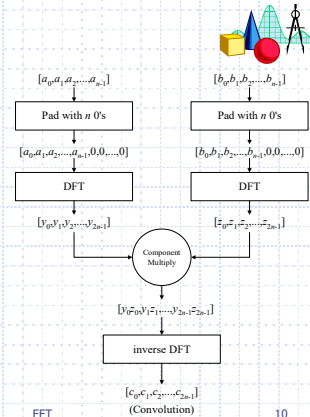 [a0,a1,a2,...,an-1] [b0,b1,b2,...,bn-1]
Pad with n 0's Pad with n 0's
[a0,a1,a2,...,an-1,0,0,...,0] [b0,b1,b2,...,bn-1,0,0,...,0]
DFT DFT
[y0,y1,y2,...,y2n-1] [z0,z1,z2,...,z2n-1]
Component
Multiply
[y0z0,y1z1,...,y2n-1z2n-1]
inverse DFT
[c0,c1,c2,...,c2n-1]
(Convolution)
FFT 10